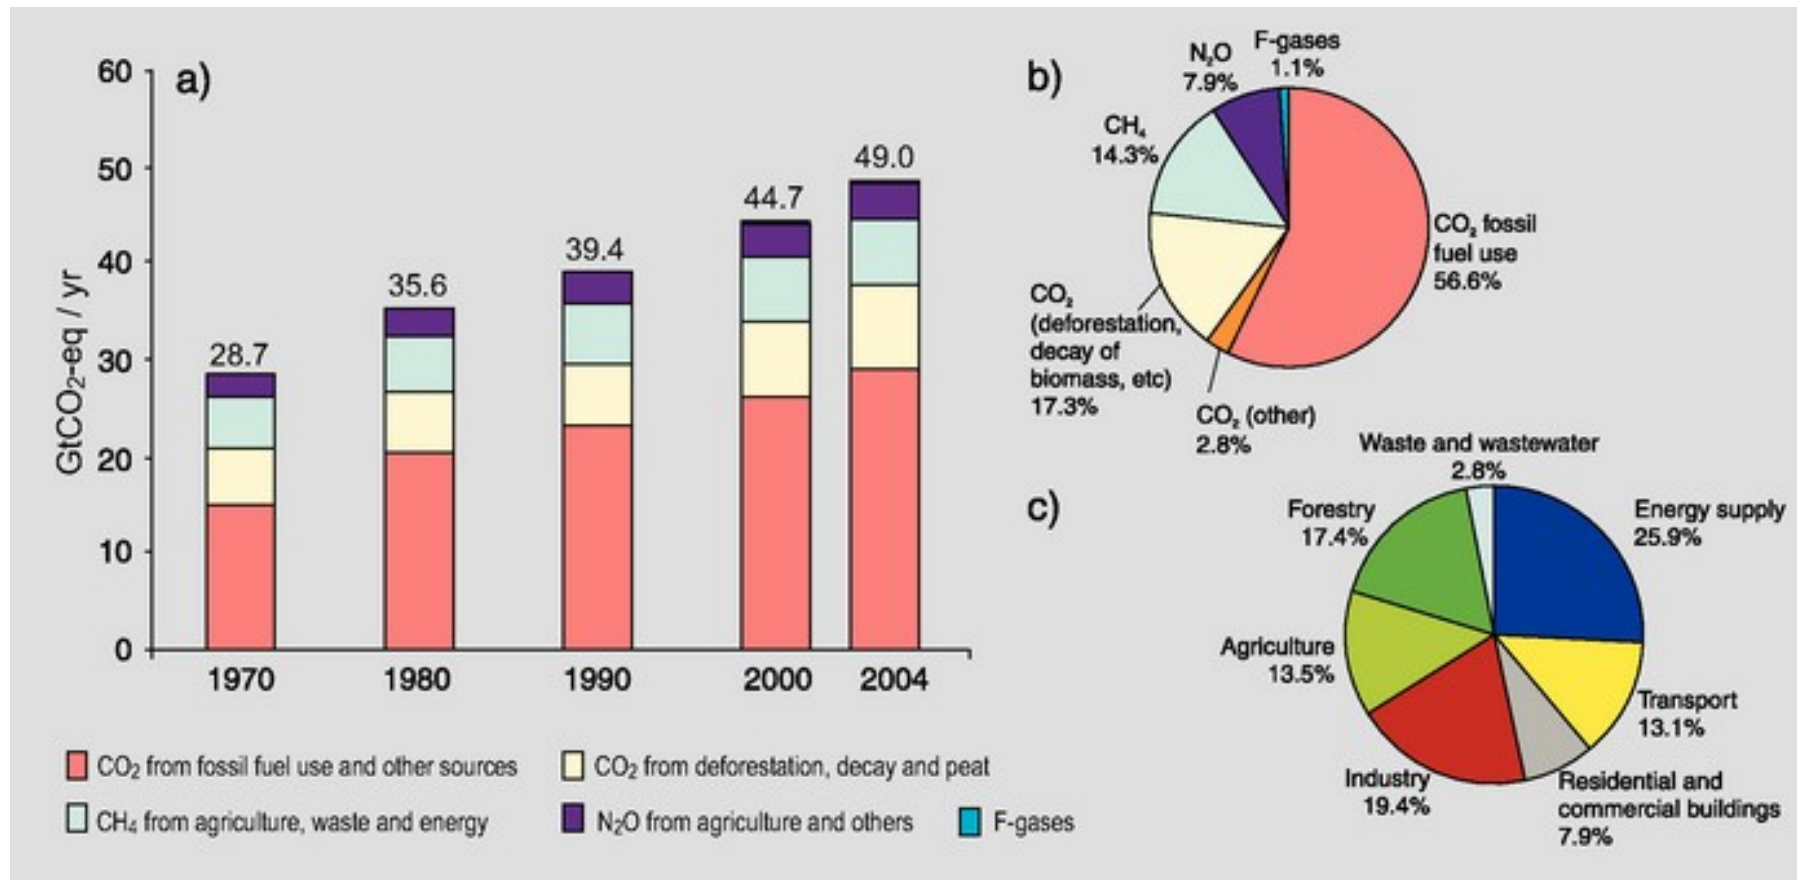 a)
60
50
40
30
20
10
0
GtCO₂-eq / yr
28.7
35.6
39.4
44.7
49.0
1970
1980
1990
2000
2004
CO₂ from fossil fuel use and other sources
CO₂ from deforestation, decay and peat
CH₄ from agriculture, waste and energy
N₂O from agriculture and others
F-gases
b)
F-gases
1.1%
N₂O
7.9%
CH₄
14.3%
CO₂ fossil
fuel use
56.6%
CO₂
(deforestation,
decay of
biomass, etc)
17.3%
CO₂ (other)
2.8%
c)
Waste and wastewater
2.8%
Forestry
17.4%
Energy supply
25.9%
Agriculture
13.5%
Transport
13.1%
Industry
19.4%
Residential and
commercial buildings
7.9%